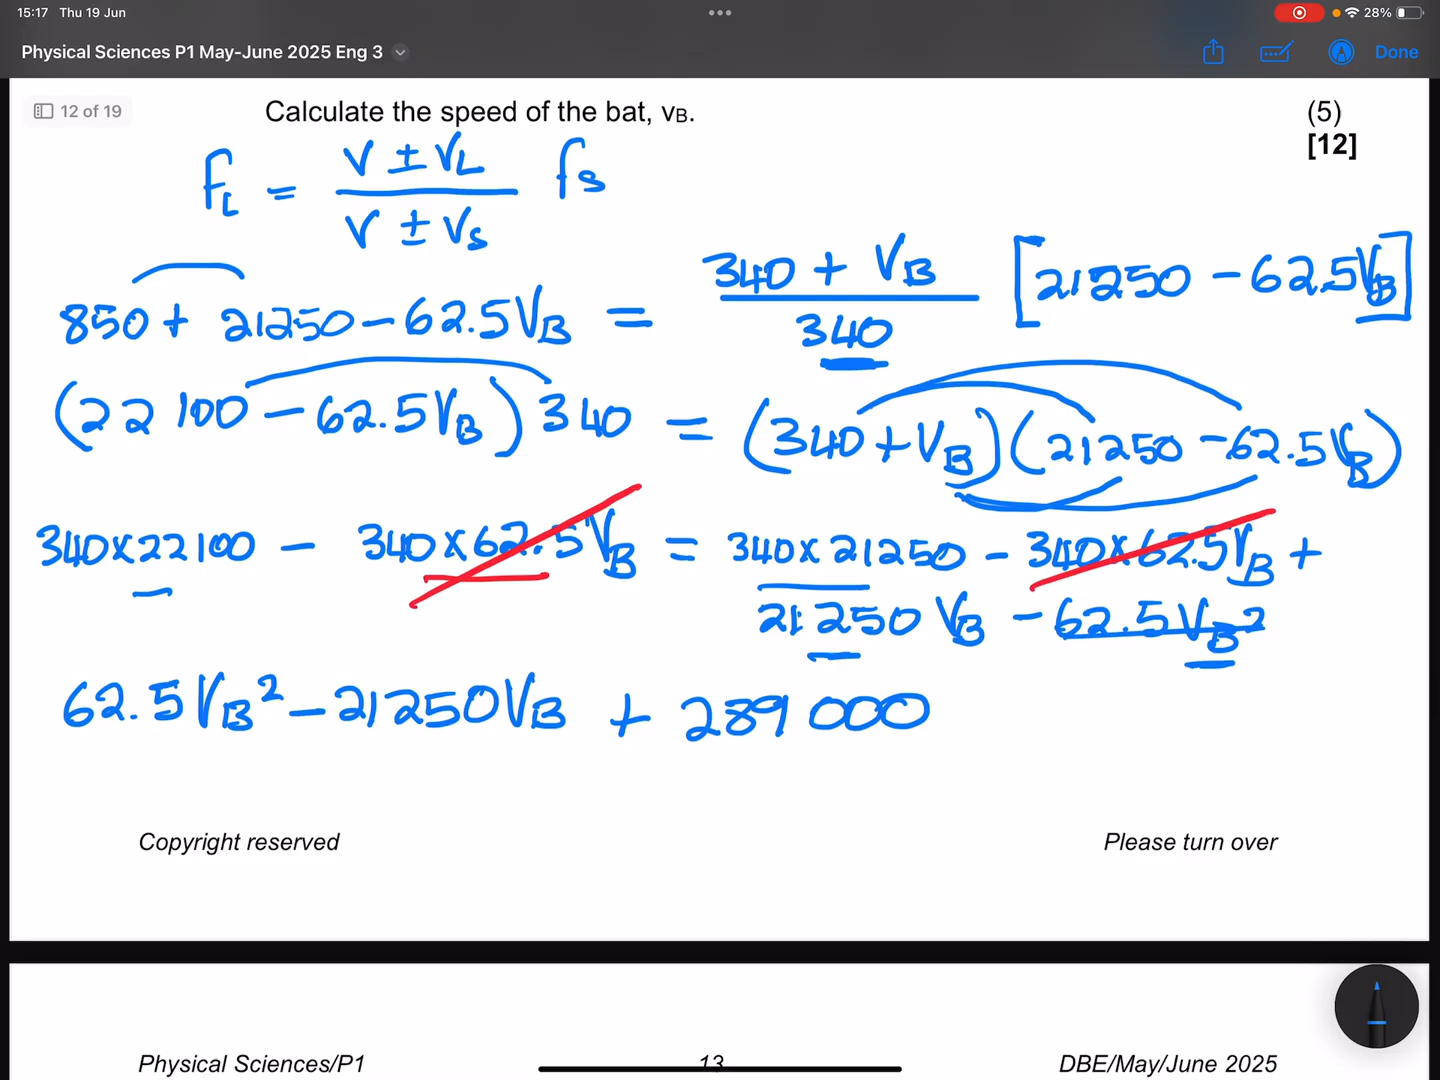 15:17 Thu 19 Jun
28%
Physical Sciences P1 May-June 2025 Eng 3
Done
12 of 19
Calculate the speed of the bat, vB.
(5)
[12]
FL = (V ± VL)/(V ± VS) fs
850 + 21250 – 62.5VB = (340 + VB)/340 [21250 – 62.5VB]
(22 100 – 62.5VB) 340 = (340 + VB)(21250 – 62.5VB)
340×22100 – 340×62.5VB = 340×21250 – 340×62.5VB +
21250 VB – 62.5VB²
62.5VB² – 21250VB + 289 000
Copyright reserved
Please turn over
Physical Sciences/P1
13
DBE/May/June 2025